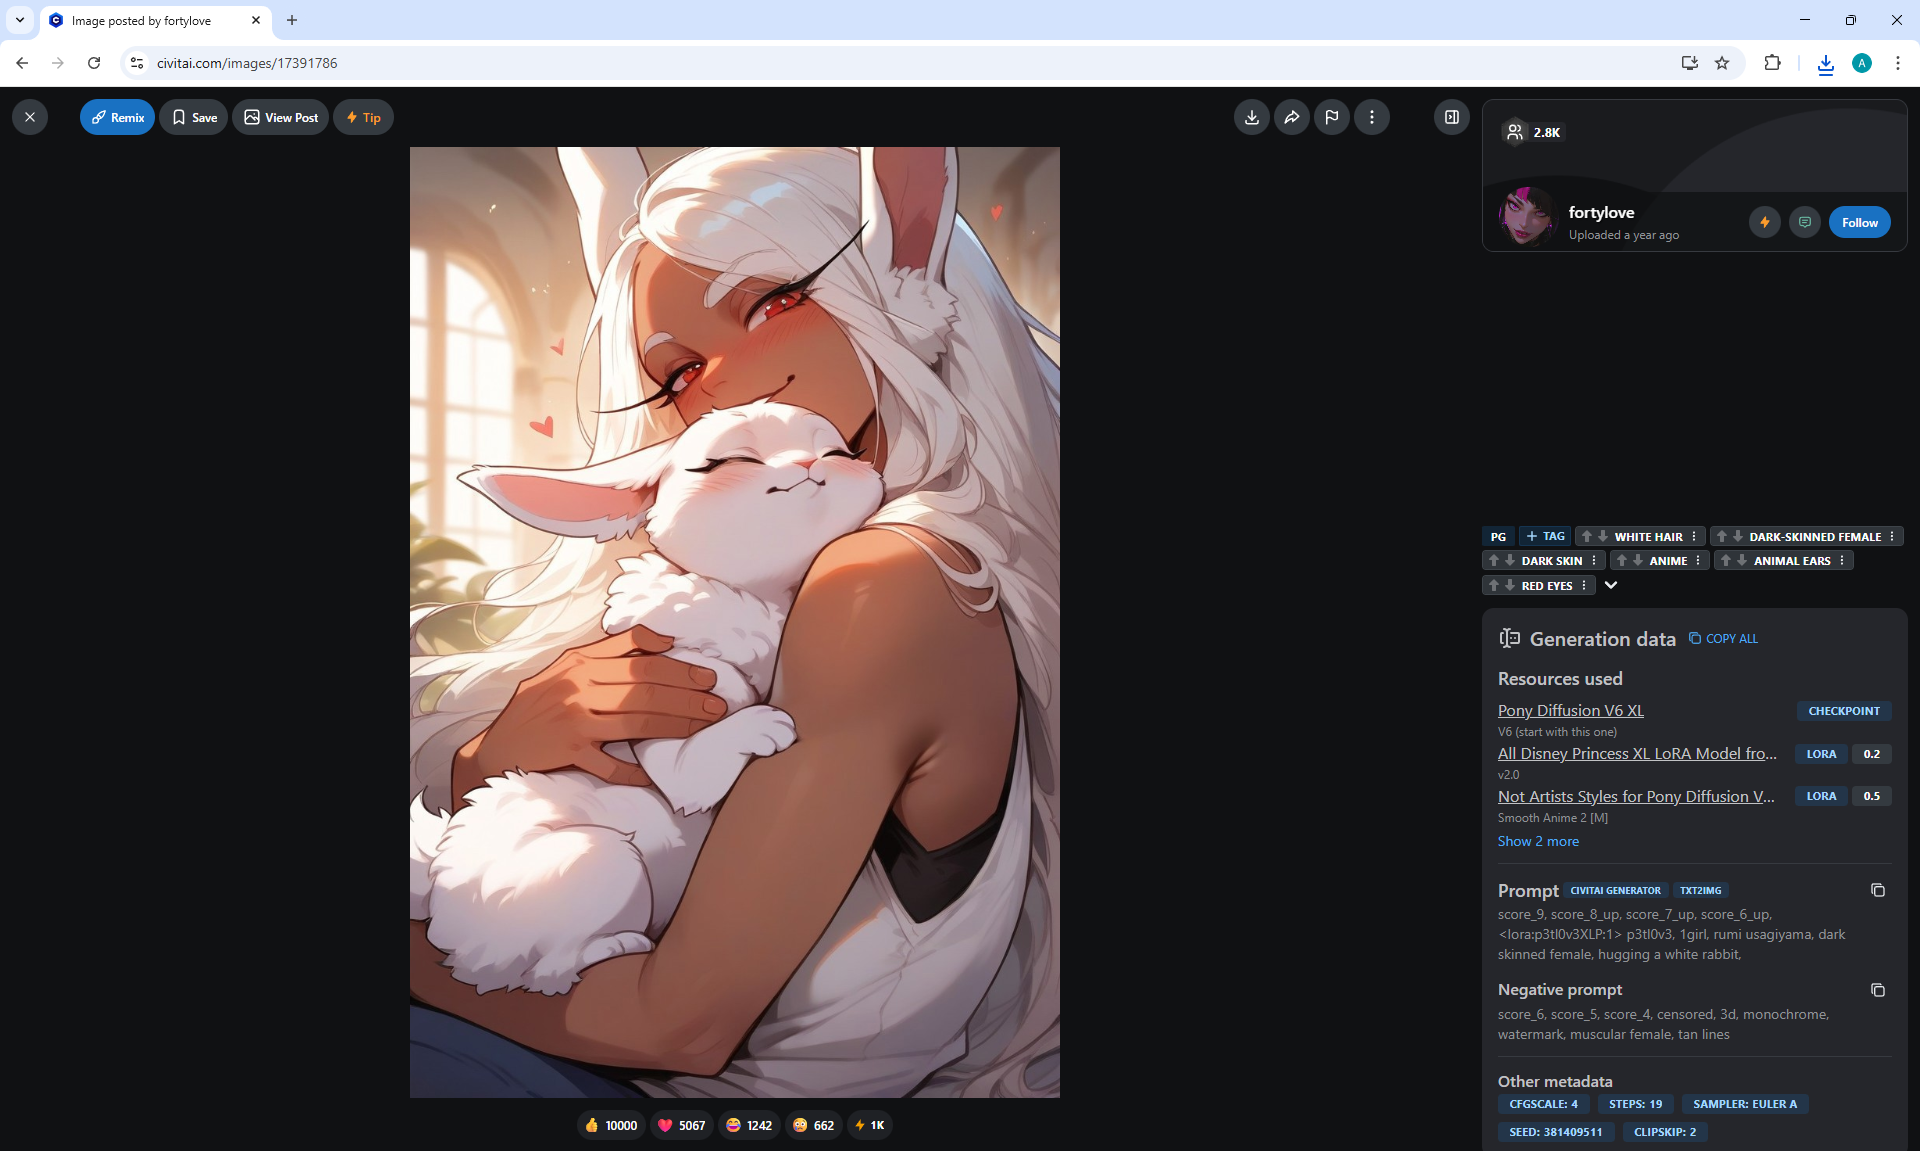 Image posted by fortylove
civitai.com/images/17391786
A
Remix
Save
View Post
Tip
2.8K
fortylove
Uploaded a year ago
Follow
PG
TAG
WHITE HAIR
DARK-SKINNED FEMALE
DARK SKIN
ANIME
ANIMAL EARS
RED EYES
Generation data
COPY ALL
Resources used
Pony Diffusion V6 XL
CHECKPOINT
V6 (start with this one)
All Disney Princess XL LoRA Model fro...
LORA
0.2
v2.0
Not Artists Styles for Pony Diffusion V...
LORA
0.5
Smooth Anime 2 [M]
Show 2 more
Prompt
CIVITAI GENERATOR
TXT2IMG
score_9, score_8_up, score_7_up, score_6_up,
<lora:p3tl0v3XLP:1> p3tl0v3, 1girl, rumi usagiyama, dark
skinned female, hugging a white rabbit,
Negative prompt
score_6, score_5, score_4, censored, 3d, monochrome,
watermark, muscular female, tan lines
Other metadata
CFGSCALE: 4
STEPS: 19
SAMPLER: EULER A
SEED: 381409511
CLIPSKIP: 2
10000
5067
1242
662
1K